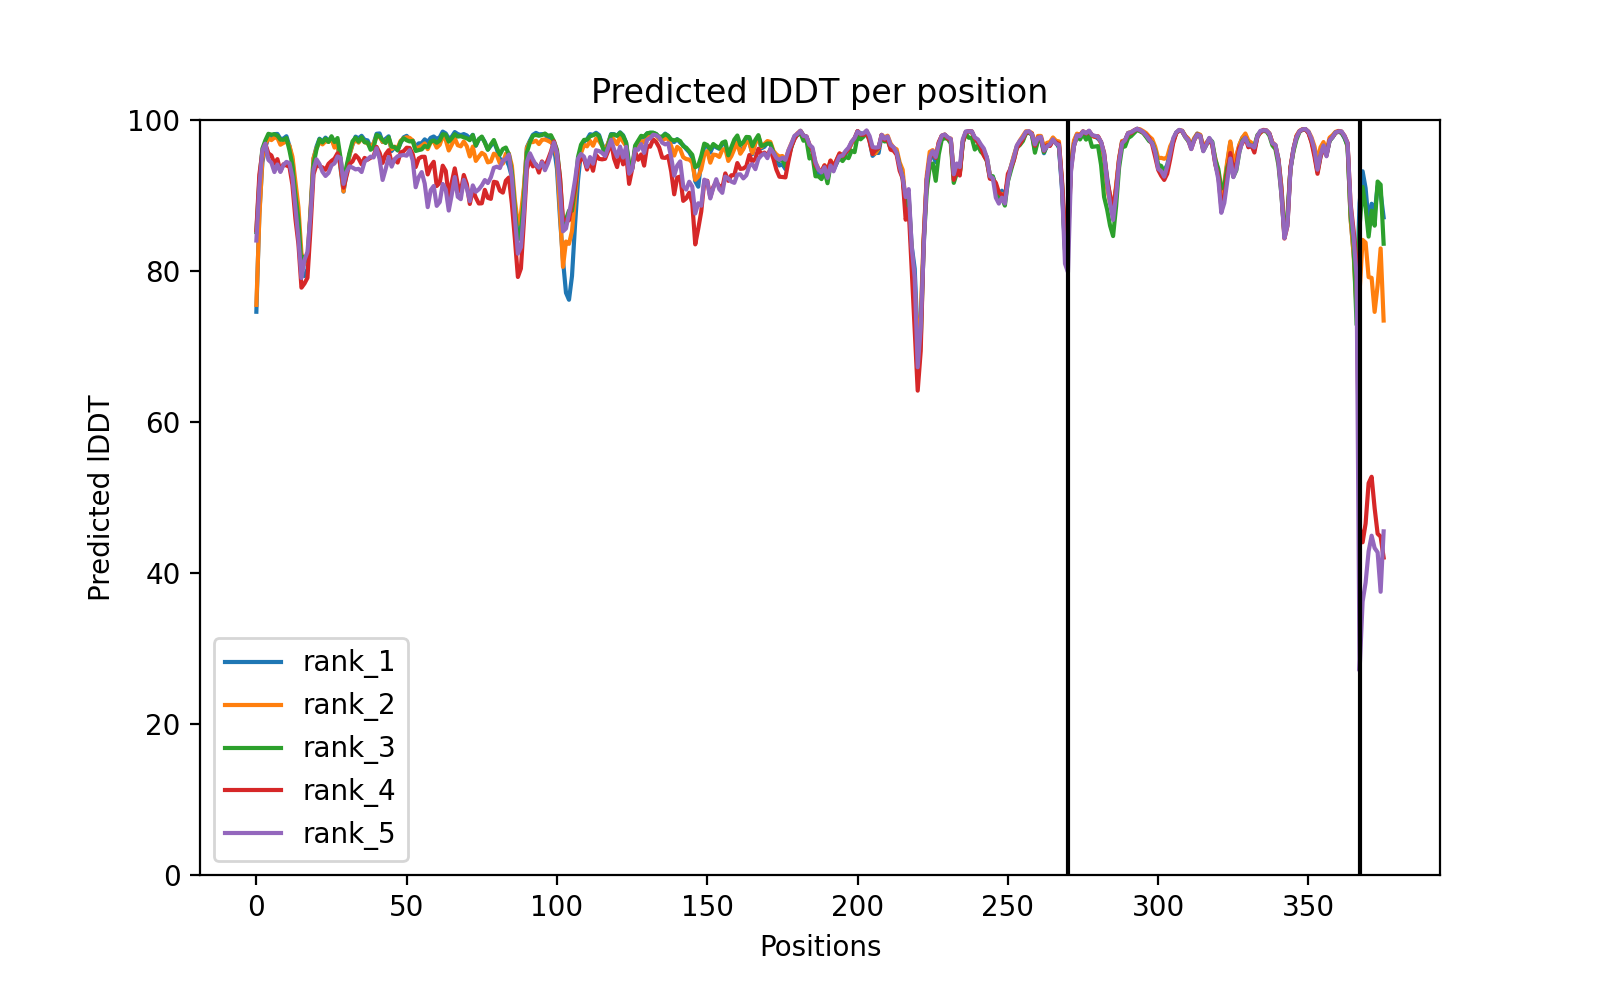 Predicted lDDT per position
100
80
60
40
20
0
Predicted lDDT
rank_1
rank_2
rank_3
rank_4
rank_5
0 50 100 150 200 250 300 350
Positions